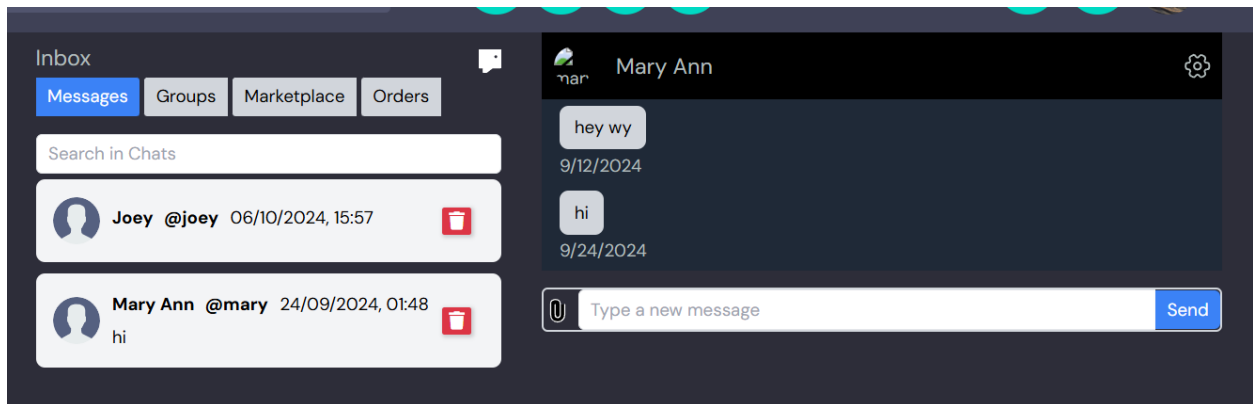 Inbox
Messages Groups Marketplace Orders
Search in Chats
Joey @joey 06/10/2024, 15:57
Mary Ann @mary 24/09/2024, 01:48
hi
mar
Mary Ann
hey wy
9/12/2024
hi
9/24/2024
Type a new message Send